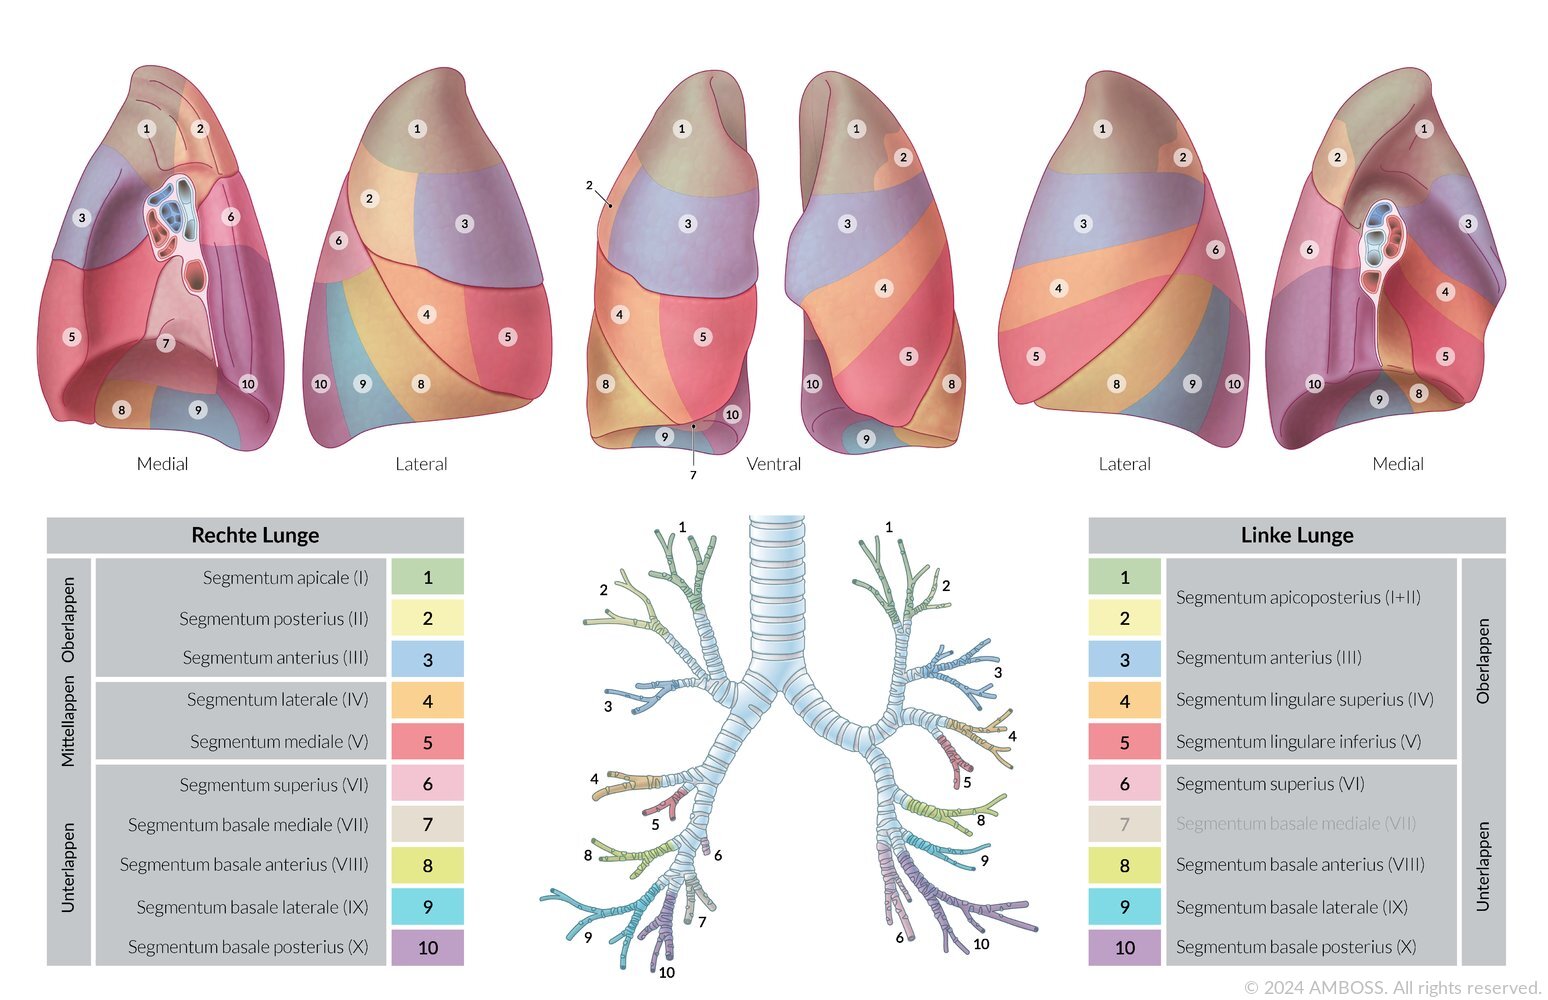 1 2 3 6 5 7 10 8 9
1 2 3 6 4 5 10 9 8
1 2 3 4 5 8 10 9 7
1 2 3 4 5 10 8 9
1 2 3 6 4 5 8 9 10
1 2 3 6 4 5 10 9 8
Medial
Lateral
Ventral
Lateral
Medial
Rechte Lunge
Oberlappen
Segmentum apicale (I) 1
Segmentum posterius (II) 2
Segmentum anterius (III) 3
Mittellappen
Segmentum laterale (IV) 4
Segmentum mediale (V) 5
Unterlappen
Segmentum superius (VI) 6
Segmentum basale mediale (VII) 7
Segmentum basale anterius (VIII) 8
Segmentum basale laterale (IX) 9
Segmentum basale posterius (X) 10
1 2 3 4 5 8 6 7 9 10
1 2 3 4 5 8 9 6 10
Linke Lunge
Oberlappen
1
2
Segmentum apicoposterius (I+II)
3 Segmentum anterius (III)
4 Segmentum lingulare superius (IV)
5 Segmentum lingulare inferius (V)
Unterlappen
6 Segmentum superius (VI)
7 Segmentum basale mediale (VII)
8 Segmentum basale anterius (VIII)
9 Segmentum basale laterale (IX)
10 Segmentum basale posterius (X)
© 2024 AMBOSS. All rights reserved.